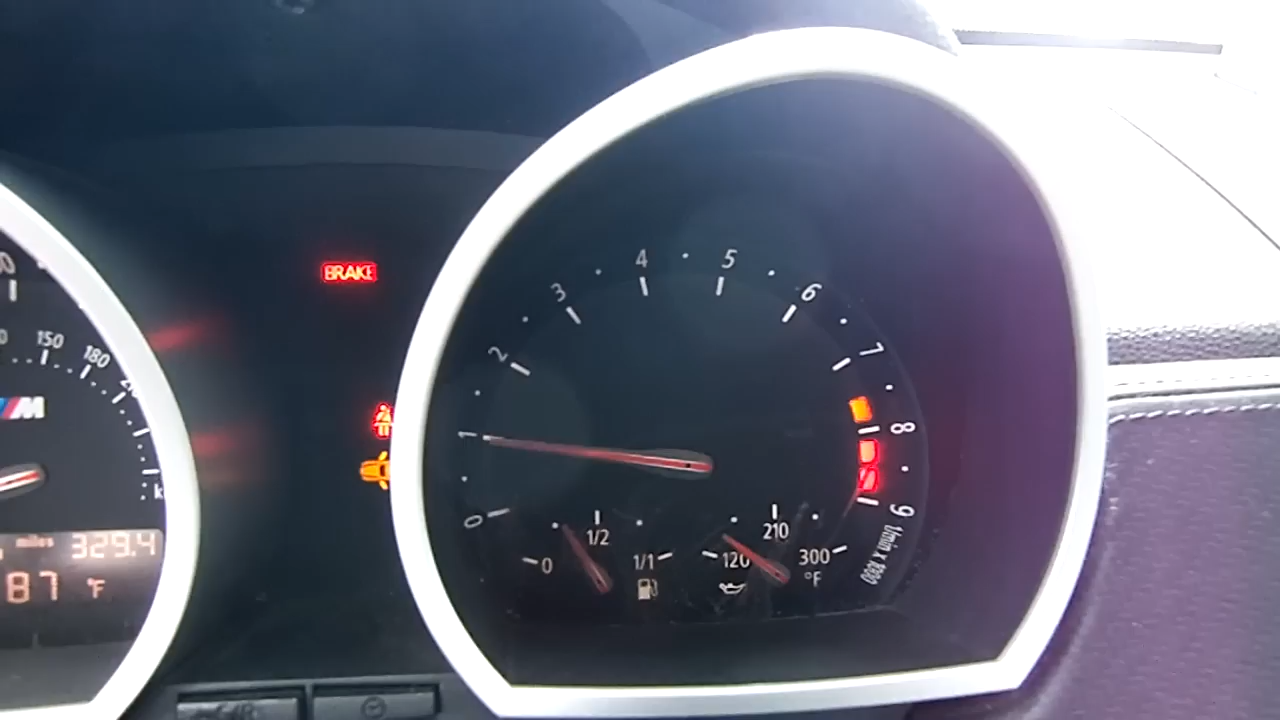 BRAKE
0 1 2 3 4 5 6 7 8 9
1/min x 1000
150
180
M
k
miles 329.4
87 °F
0 1/2 1/1
120 210 300
°F